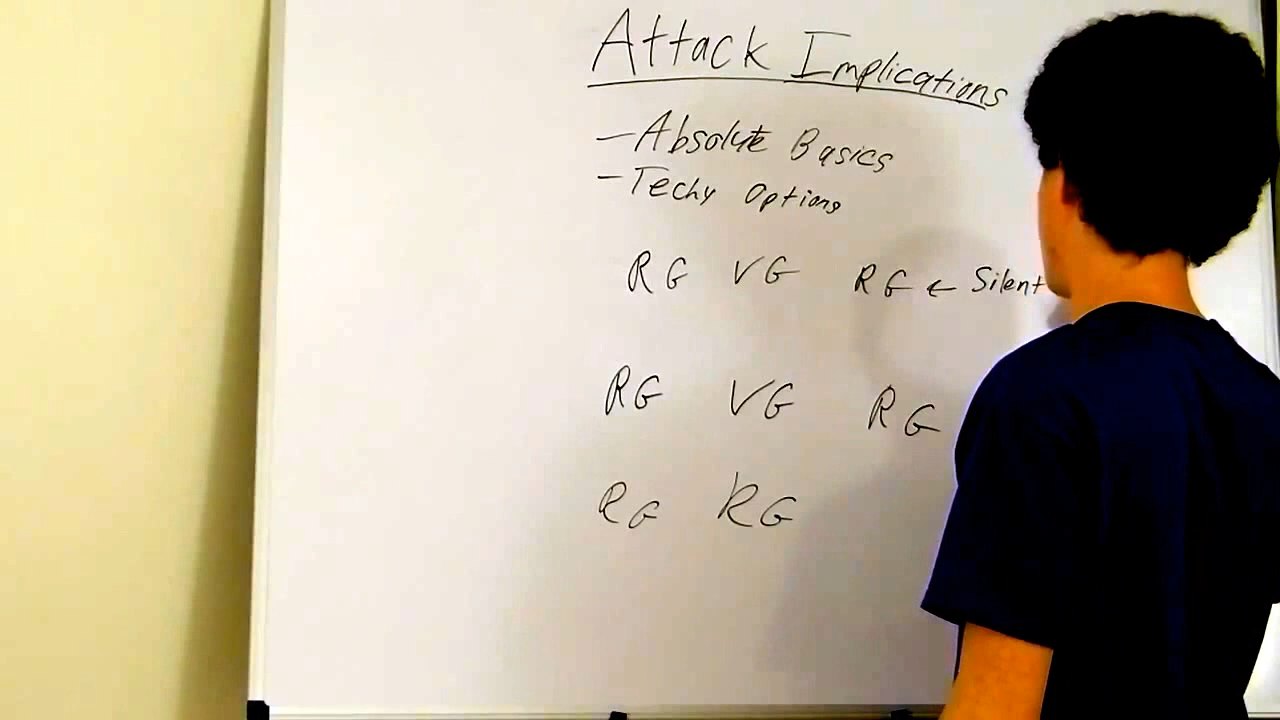 Attack Implications
- Absolute Basics
- Techy Options
RG VG RG ← Silent
RG VG RG
RG RG